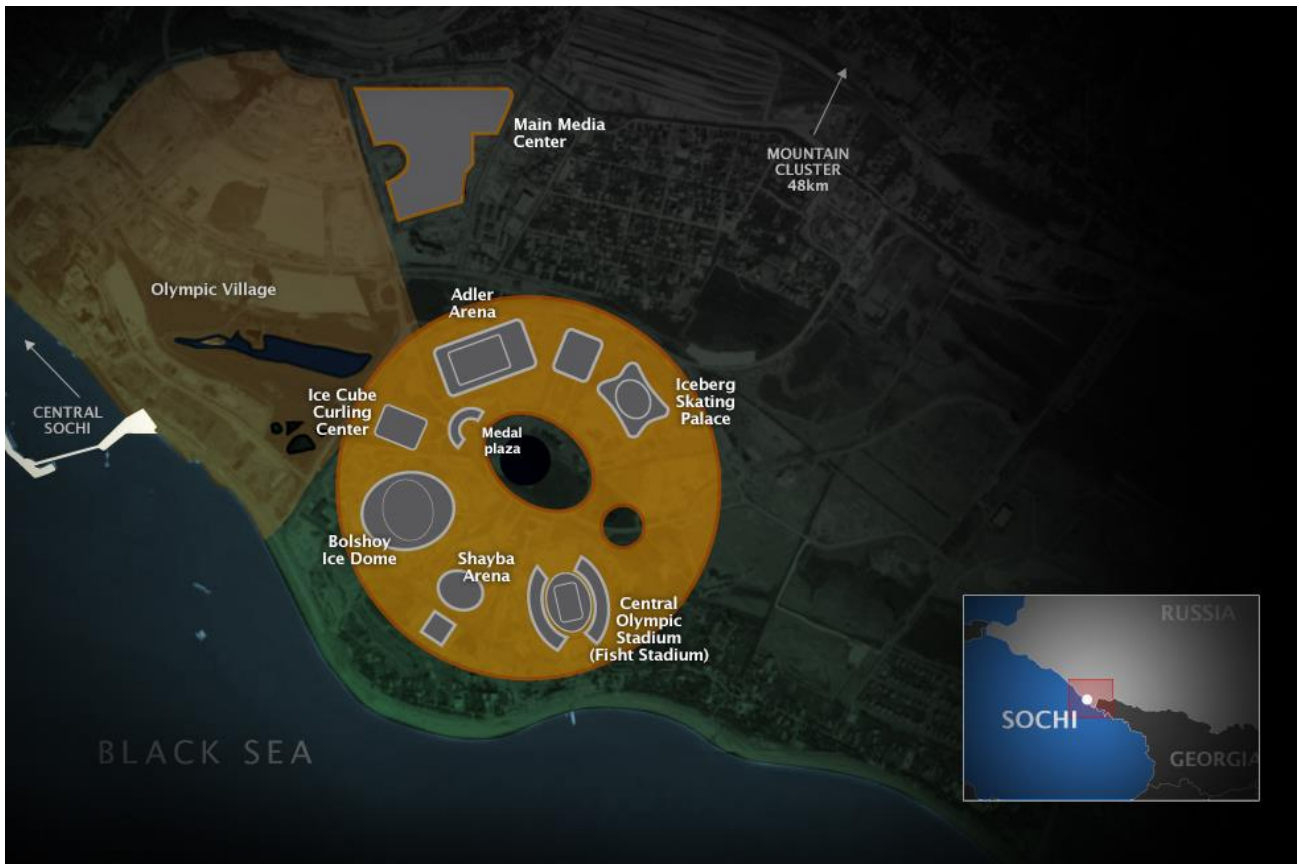 Main Media
Center
MOUNTAIN
CLUSTER
48km
Olympic Village
Adler
Arena
CENTRAL
SOCHI
Ice Cube
Curling
Center
Medal
plaza
Iceberg
Skating
Palace
Bolshoy
Ice Dome
Shayba
Arena
Central
Olympic
Stadium
(Fisht Stadium)
BLACK SEA
RUSSIA
SOCHI
GEORGIA